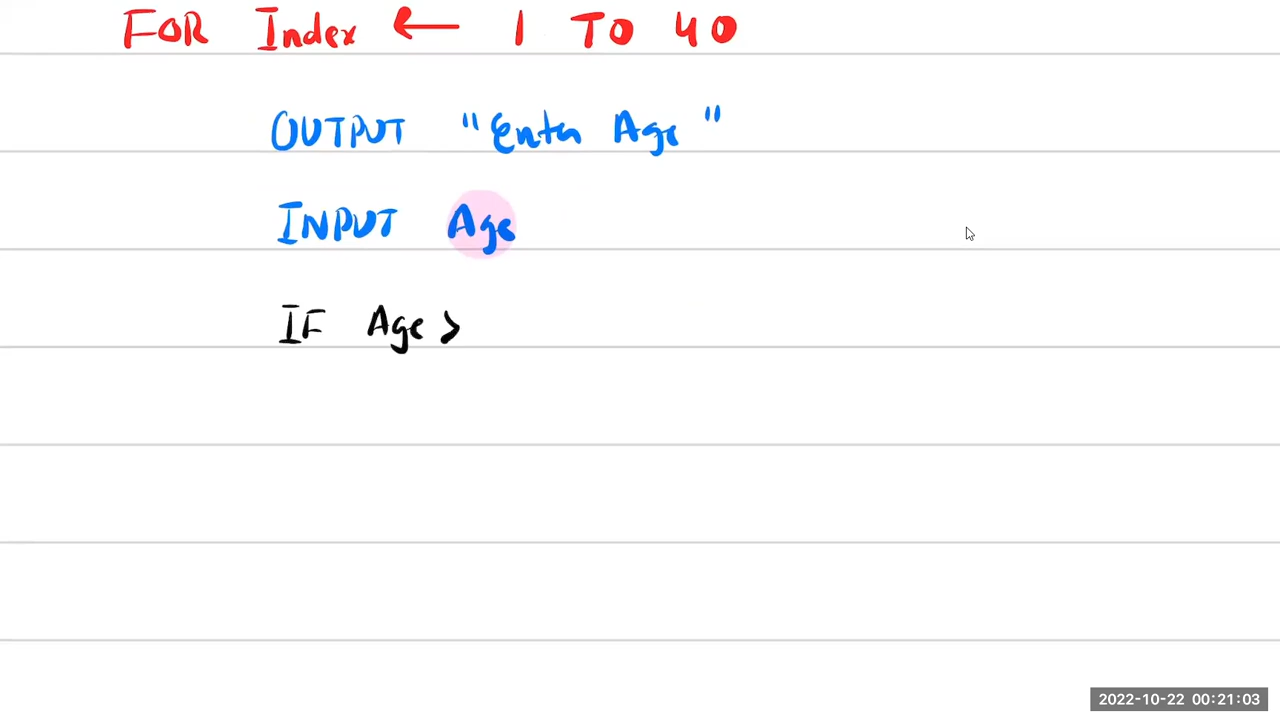 FOR Index ← 1 TO 40
OUTPUT "Enter Age"
INPUT Age
IF Age >
2022-10-22 00:21:03